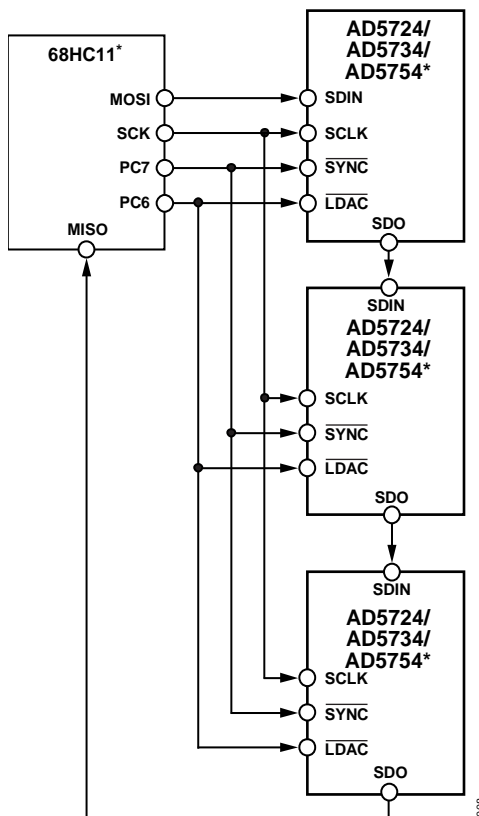 68HC11*
MOSI
SCK
PC7
PC6
MISO
AD5724/
AD5734/
AD5754*
SDIN
SCLK
SYNC
LDAC
SDO
SDIN
AD5724/
AD5734/
AD5754*
SCLK
SYNC
LDAC
SDO
SDIN
AD5724/
AD5734/
AD5754*
SCLK
SYNC
LDAC
SDO